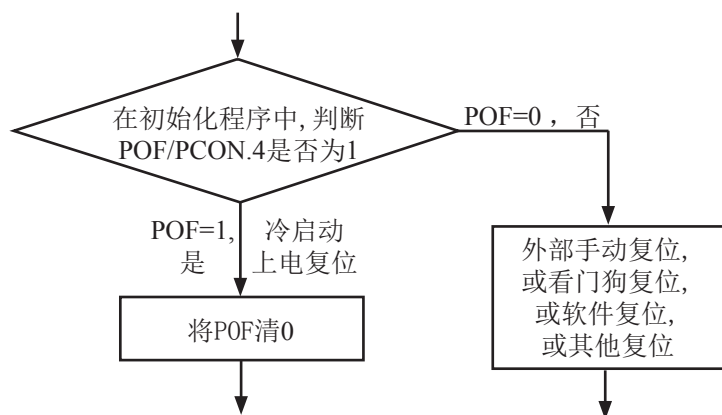 在初始化程序中,判断
POF/PCON.4是否为1
POF=0 ，否
POF=1,
是
冷启动
上电复位
将POF清0
外部手动复位,
或看门狗复位,
或软件复位,
或其他复位